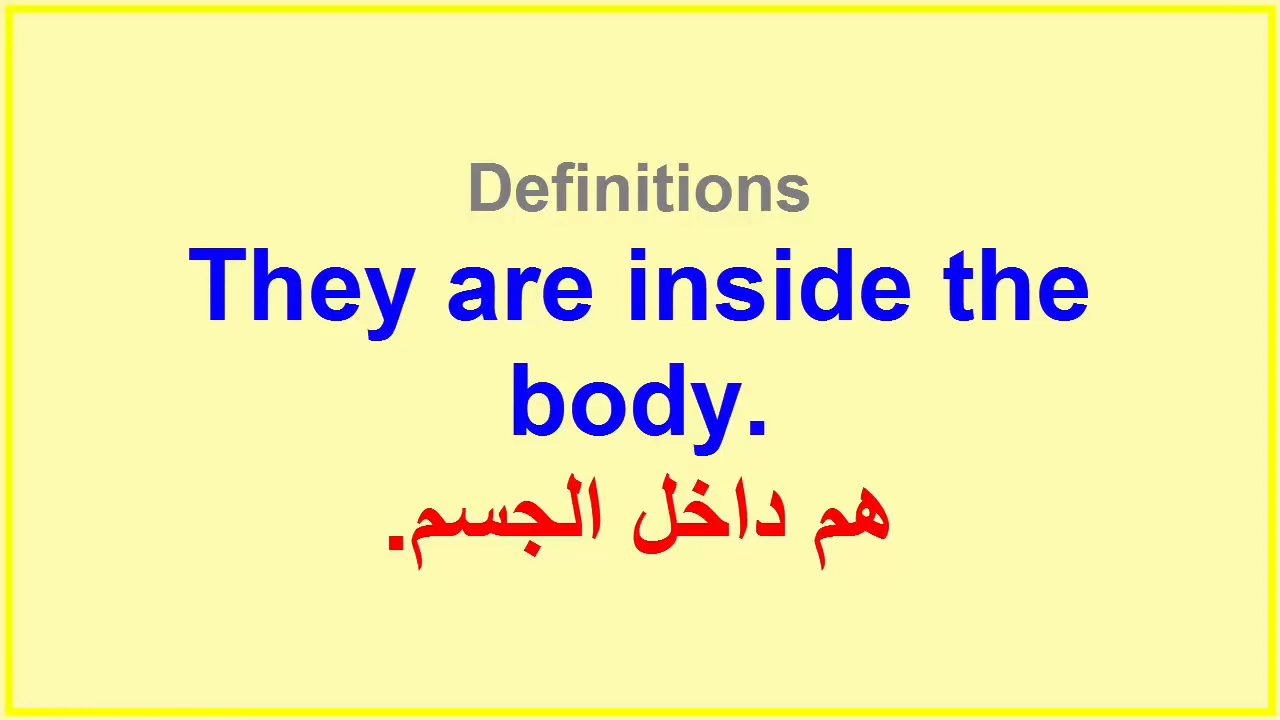 Definitions
They are inside the
body.
هم داخل الجسم.